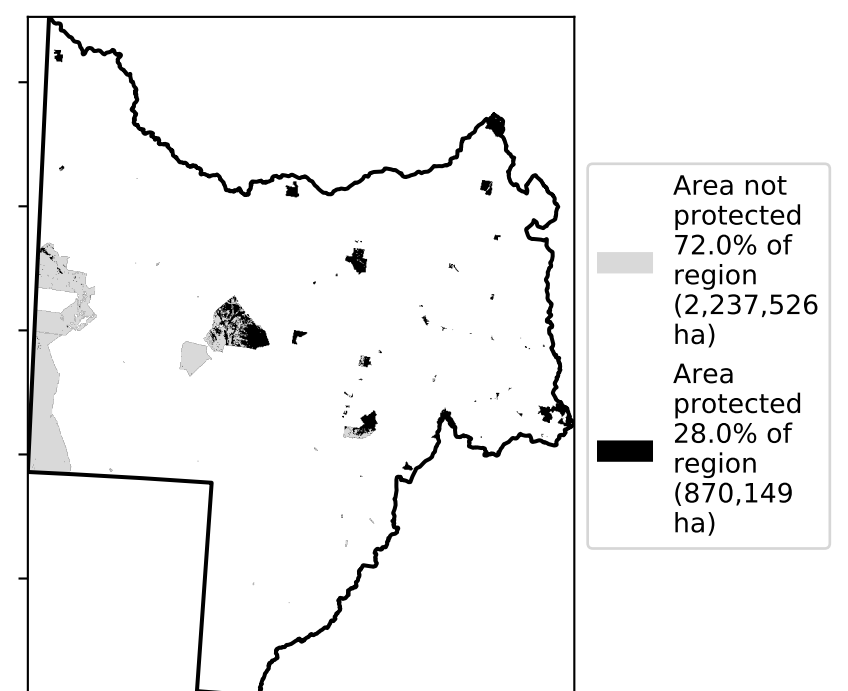 Area not
protected
72.0% of
region
(2,237,526
ha)
Area
protected
28.0% of
region
(870,149
ha)